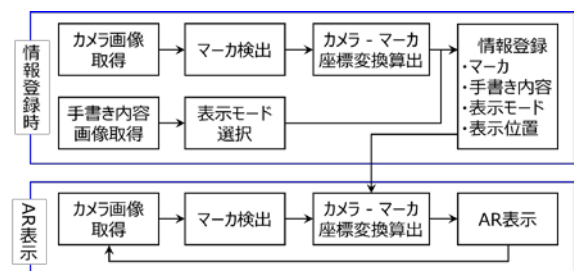 情報登録時
カメラ画像
取得
マーカ検出
カメラ - マーカ
座標変換算出
情報登録
・マーカ
・手書き内容
・表示モード
・表示位置
手書き内容
画像取得
表示モード
選択
AR表示
カメラ画像
取得
マーカ検出
カメラ - マーカ
座標変換算出
AR表示